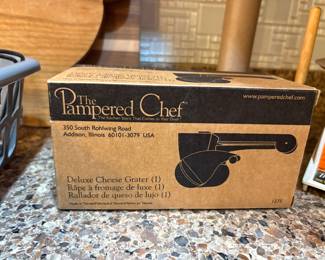 The
Pampered Chef
The Kitchen Store That Comes to Your Door
www.pamperedchef.com
350 South Rohlwing Road
Addison, Illinois 60101-3079 USA
Deluxe Cheese Grater (1)
Râpe à fromage de luxe (1)
Rallador de queso de lujo (1)
1275